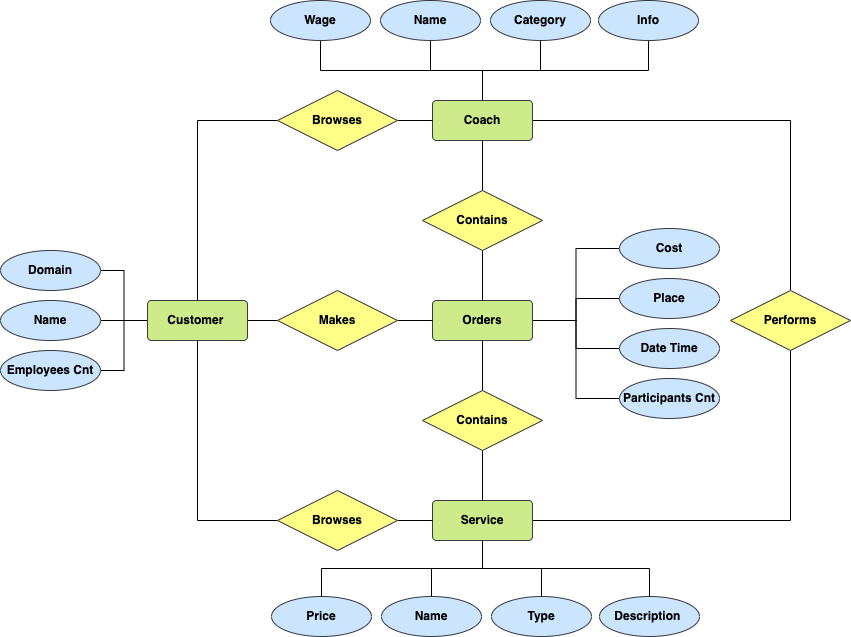 Wage
Name
Category
Info
Browses
Coach
Contains
Cost
Domain
Place
Name
Customer
Makes
Orders
Performs
Date Time
Employees Cnt
Participants Cnt
Contains
Browses
Service
Price
Name
Type
Description